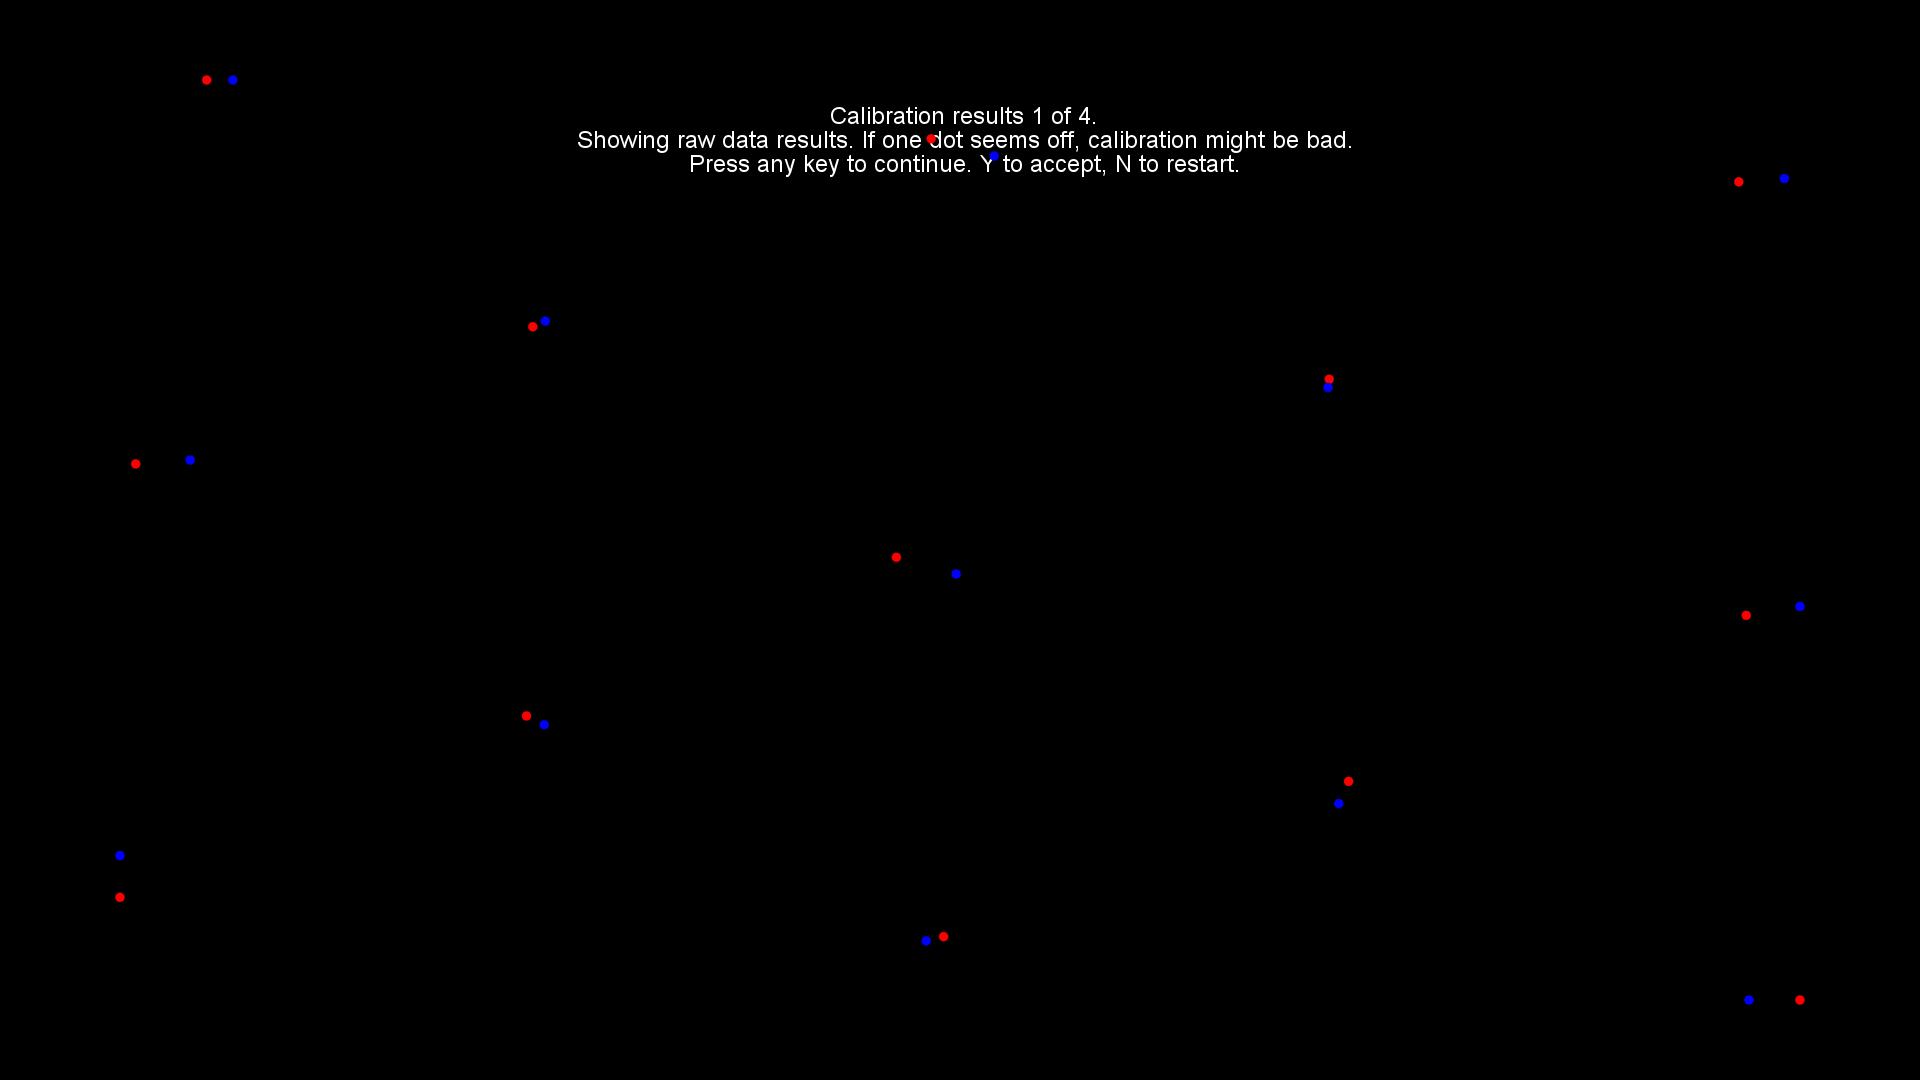 Calibration results 1 of 4.
Showing raw data results. If one dot seems off, calibration might be bad.
Press any key to continue. Y to accept, N to restart.